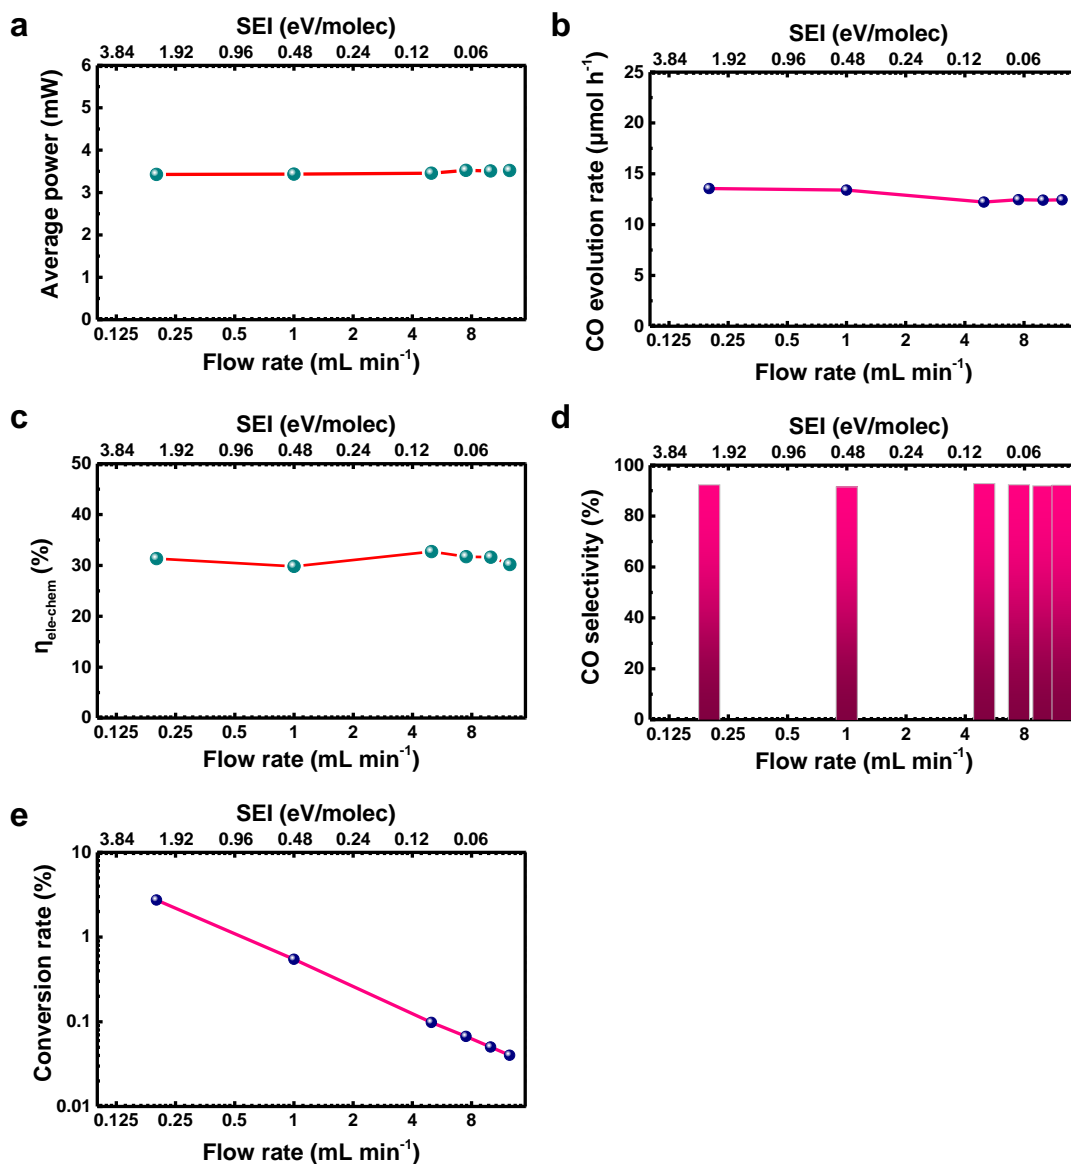 a
SEI (eV/molec)
3.84 1.92 0.96 0.48 0.24 0.12 0.06
Average power (mW)
6
5
4
3
2
1
0
0.125 0.25 0.5 1 2 4 8
Flow rate (mL min⁻¹)
b
SEI (eV/molec)
3.84 1.92 0.96 0.48 0.24 0.12 0.06
CO evolution rate (μmol h⁻¹)
25
20
15
10
5
0
0.125 0.25 0.5 1 2 4 8
Flow rate (mL min⁻¹)
c
SEI (eV/molec)
3.84 1.92 0.96 0.48 0.24 0.12 0.06
ηele-chem (%)
50
40
30
20
10
0
0.125 0.25 0.5 1 2 4 8
Flow rate (mL min⁻¹)
d
SEI (eV/molec)
3.84 1.92 0.96 0.48 0.24 0.12 0.06
CO selectivity (%)
100
80
60
40
20
0
0.125 0.25 0.5 1 2 4 8
Flow rate (mL min⁻¹)
e
SEI (eV/molec)
3.84 1.92 0.96 0.48 0.24 0.12 0.06
Conversion rate (%)
10
1
0.1
0.01
0.125 0.25 0.5 1 2 4 8
Flow rate (mL min⁻¹)